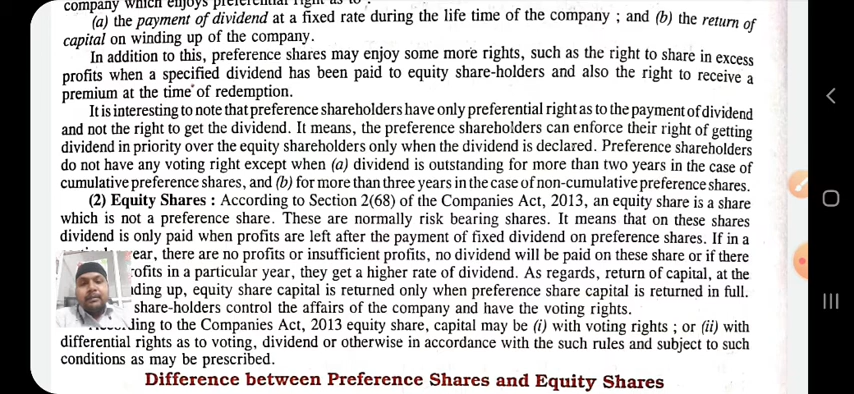 company which enjoys preferential right as to :
(a) the payment of dividend at a fixed rate during the life time of the company ; and (b) the return of
capital on winding up of the company.
In addition to this, preference shares may enjoy some more rights, such as the right to share in excess
profits when a specified dividend has been paid to equity share-holders and also the right to receive a
premium at the time of redemption.
It is interesting to note that preference shareholders have only preferential right as to the payment of dividend
and not the right to get the dividend. It means, the preference shareholders can enforce their right of getting
dividend in priority over the equity shareholders only when the dividend is declared. Preference shareholders
do not have any voting right except when (a) dividend is outstanding for more than two years in the case of
cumulative preference shares, and (b) for more than three years in the case of non-cumulative preference shares.
(2) Equity Shares : According to Section 2(68) of the Companies Act, 2013, an equity share is a share
which is not a preference share. These are normally risk bearing shares. It means that on these shares
dividend is only paid when profits are left after the payment of fixed dividend on preference shares. If in a
ear, there are no profits or insufficient profits, no dividend will be paid on these share or if there
rofits in a particular year, they get a higher rate of dividend. As regards, return of capital, at the
ding up, equity share capital is returned only when preference share capital is returned in full.
share-holders control the affairs of the company and have the voting rights.
ding to the Companies Act, 2013 equity share, capital may be (i) with voting rights ; or (ii) with
differential rights as to voting, dividend or otherwise in accordance with the such rules and subject to such
conditions as may be prescribed.
Difference between Preference Shares and Equity Shares